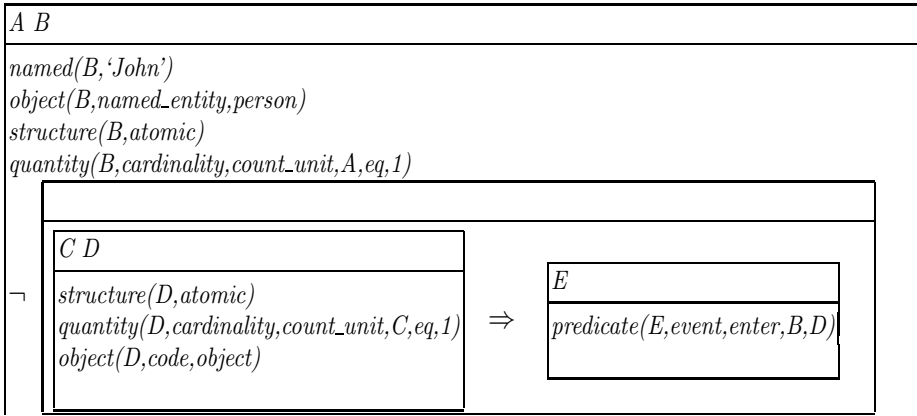 A B
named(B,‘John’)
object(B,named_entity,person)
structure(B,atomic)
quantity(B,cardinality,count_unit,A,eq,1)
C D
structure(D,atomic)
quantity(D,cardinality,count_unit,C,eq,1)
object(D,code,object)
¬
⇒
E
predicate(E,event,enter,B,D)